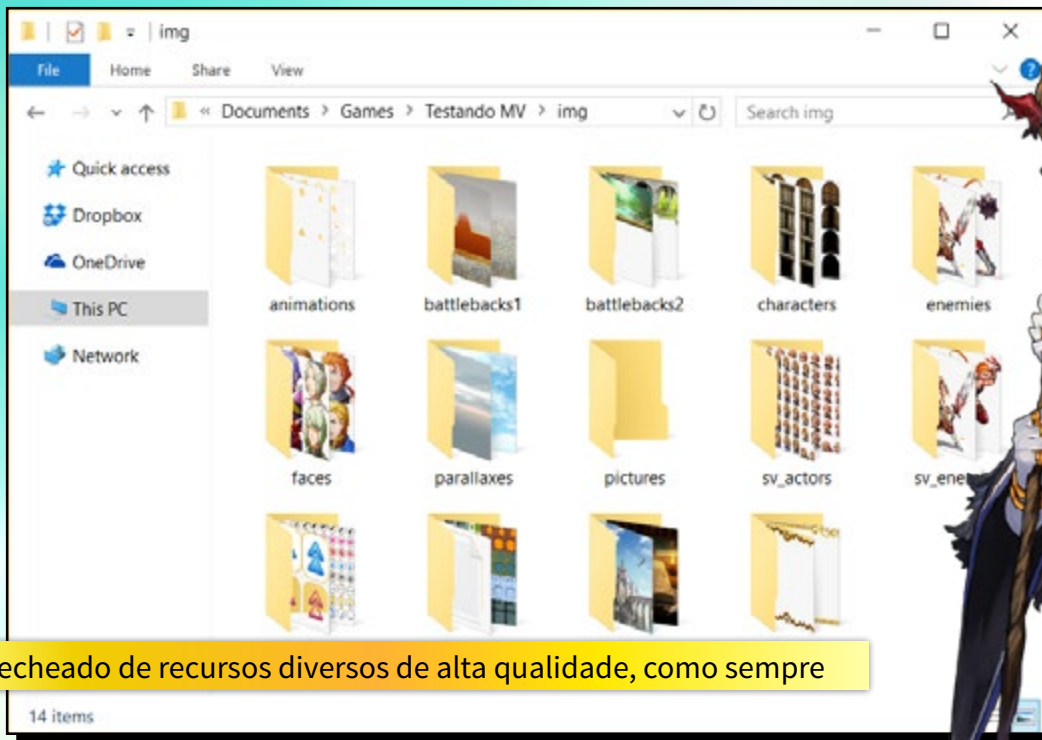 img
File Home Share View
« Documents > Games > Testando MV > img
Search img
Quick access
Dropbox
OneDrive
This PC
Network
animations battlebacks1 battlebacks2 characters enemies
faces parallaxes pictures sv_actors sv_ene
echeado de recursos diversos de alta qualidade, como sempre
14 items